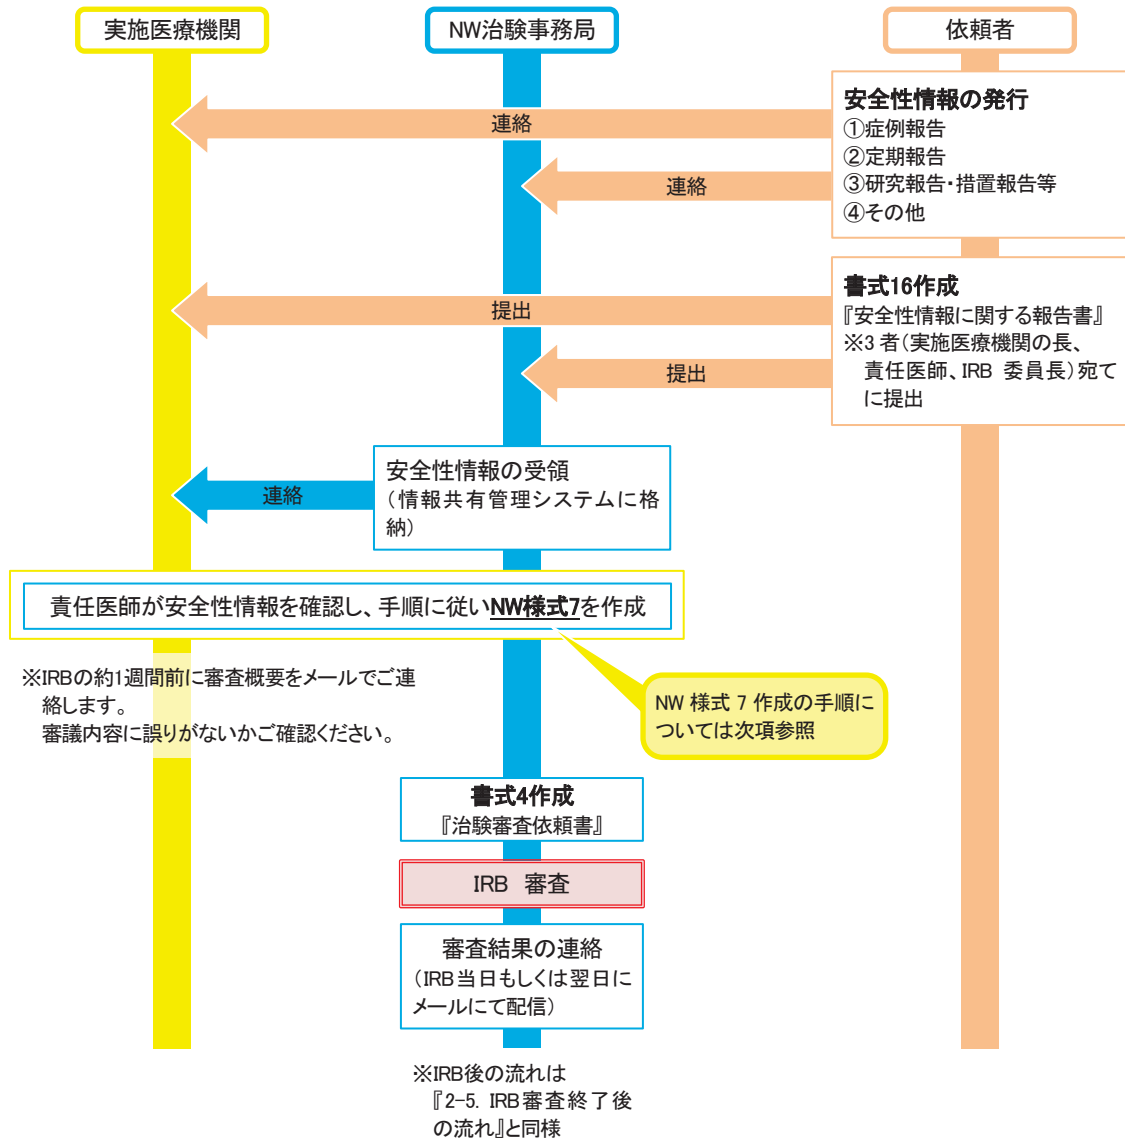 実施医療機関
NW治験事務局
依頼者
安全性情報の発行
①症例報告
②定期報告
③研究報告・措置報告等
④その他
連絡
連絡
書式16作成
『安全性情報に関する報告書』
※3 者（実施医療機関の長、
責任医師、IRB 委員長）宛て
に提出
提出
提出
安全性情報の受領
（情報共有管理システムに格
納）
連絡
責任医師が安全性情報を確認し、手順に従いNW様式7を作成
※IRBの約1週間前に審査概要をメールでご連
絡します。
審議内容に誤りがないかご確認ください。
NW 様式 7 作成の手順に
ついては次項参照
書式4作成
『治験審査依頼書』
IRB 審査
審査結果の連絡
（IRB当日もしくは翌日に
メールにて配信）
※IRB後の流れは
『2-5. IRB審査終了後
の流れ』と同様